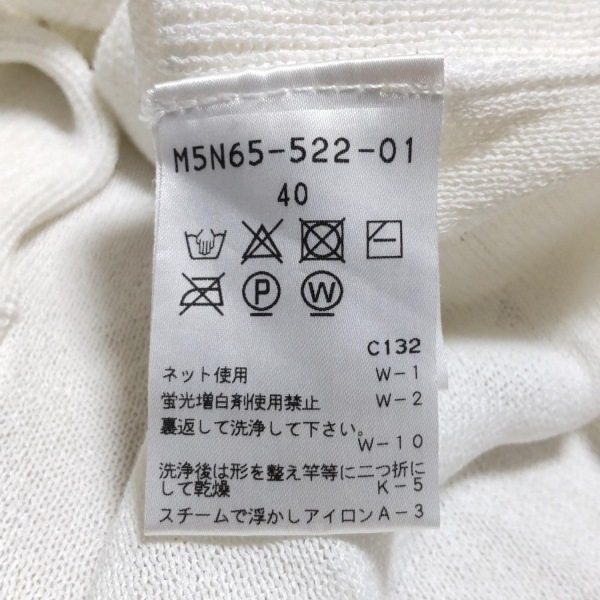 M5N65-522-01
40
P W
C132
ネット使用 W-1
蛍光増白剤使用禁止 W-2
裏返して洗浄して下さい。
W-10
洗浄後は形を整え竿等に二つ折に
して乾燥 K-5
スチームで浮かしアイロン A-3